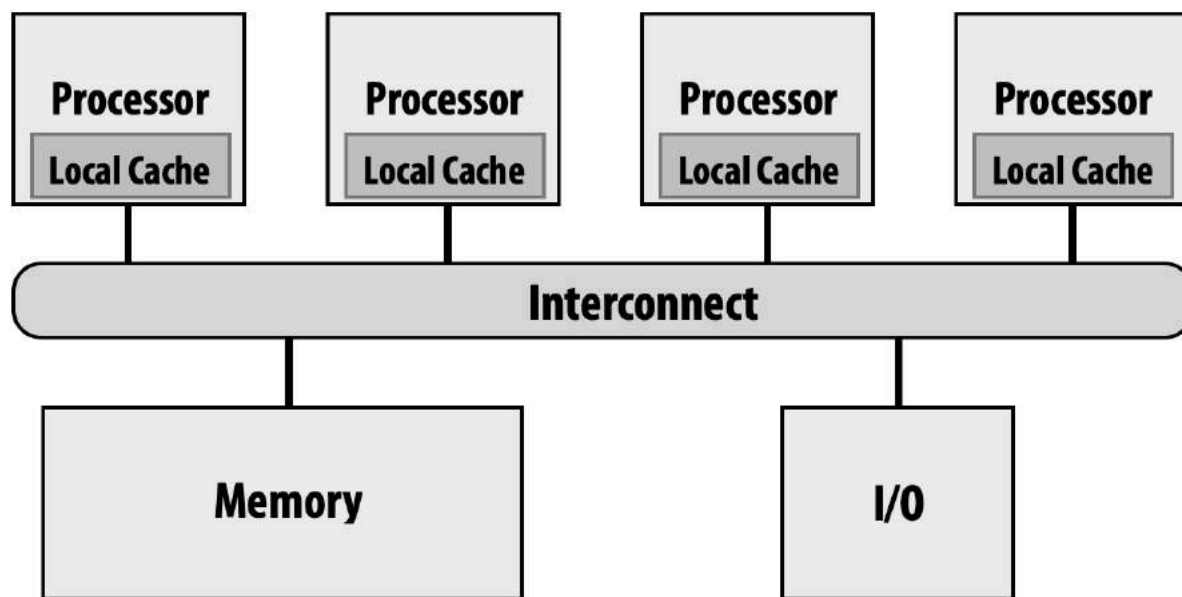 Processor
Processor
Processor
Processor
Local Cache
Local Cache
Local Cache
Local Cache
Interconnect
Memory
I/O